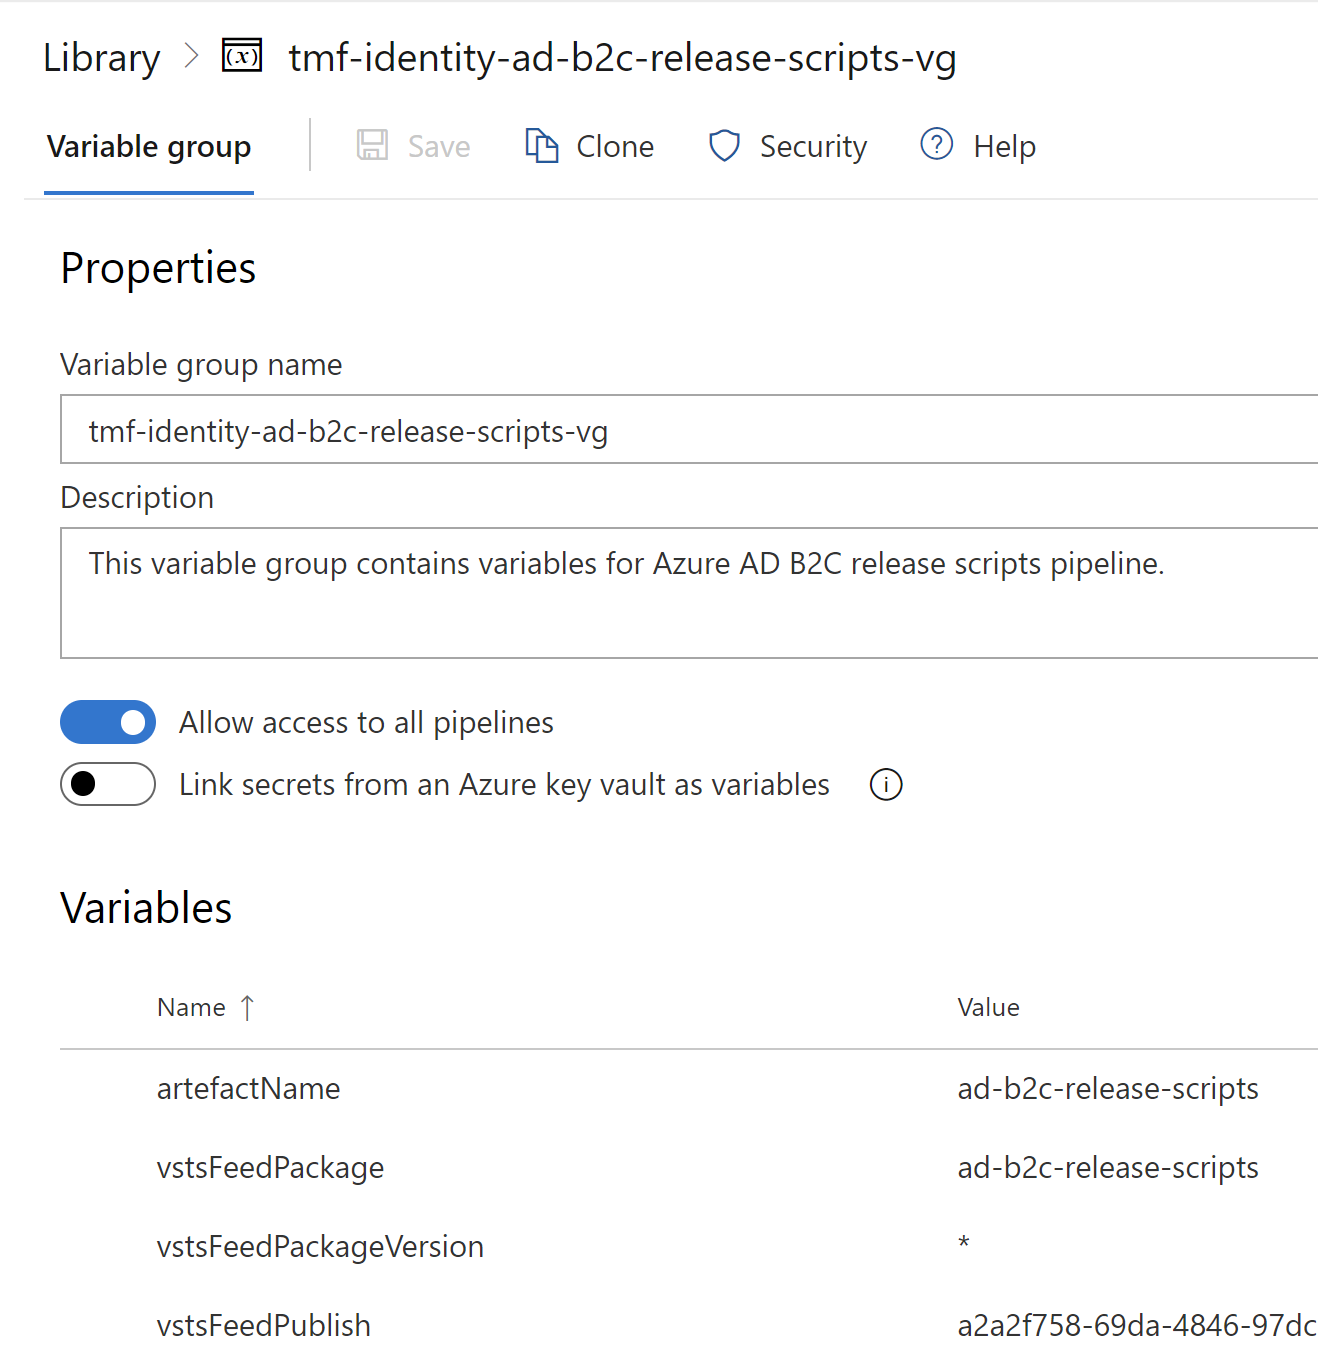 Library > (x) tmf-identity-ad-b2c-release-scripts-vg
Variable group Save Clone Security ? Help
Properties
Variable group name
tmf-identity-ad-b2c-release-scripts-vg
Description
This variable group contains variables for Azure AD B2C release scripts pipeline.
Allow access to all pipelines
Link secrets from an Azure key vault as variables i
Variables
Name ↑ Value
artefactName ad-b2c-release-scripts
vstsFeedPackage ad-b2c-release-scripts
vstsFeedPackageVersion *
vstsFeedPublish a2a2f758-69da-4846-97dc